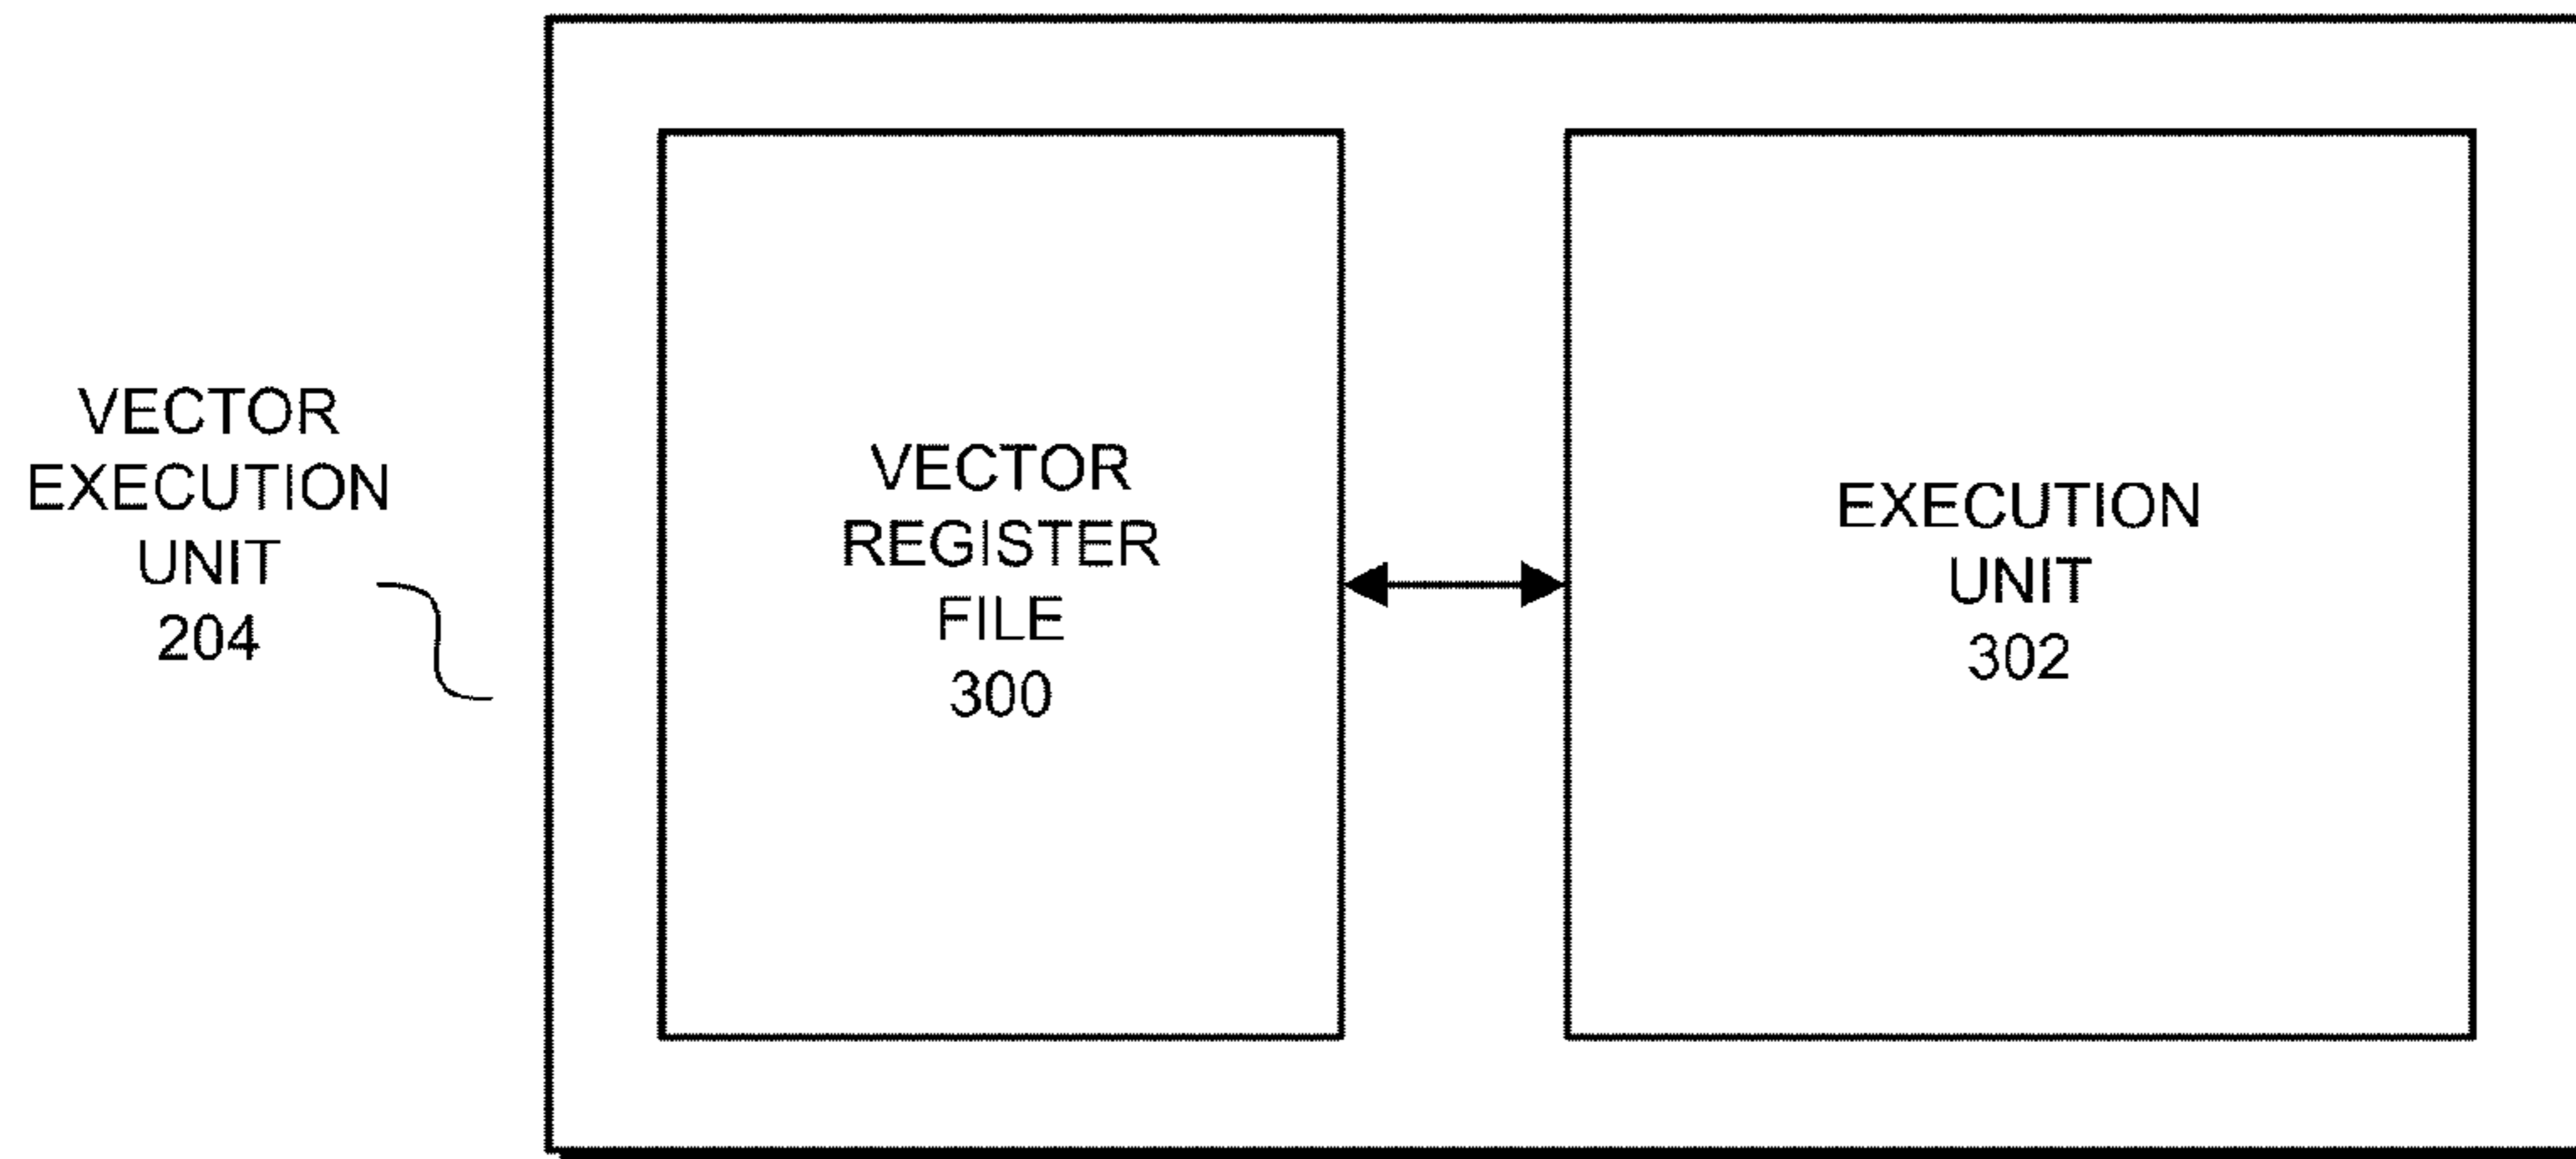 VECTOR
EXECUTION
UNIT
204
VECTOR
REGISTER
FILE
300
EXECUTION
UNIT
302